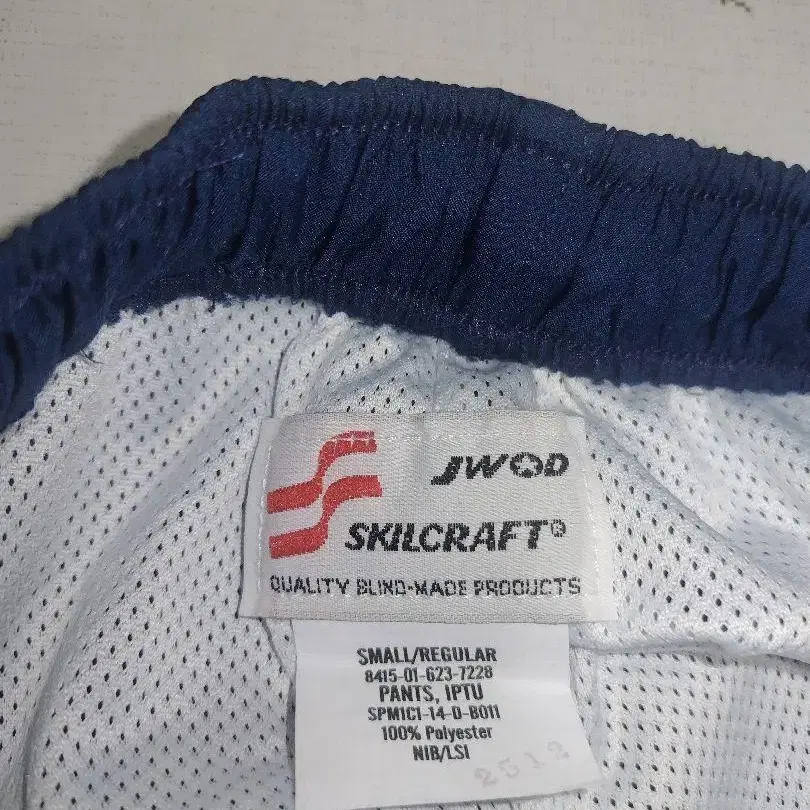 JWOD
SKILCRAFT®
QUALITY BLIND-MADE PRODUCTS
SMALL/REGULAR
8415-01-623-7228
PANTS, IPTU
SPM1C1-14-D-B011
100% Polyester
NIB/LSI
2512